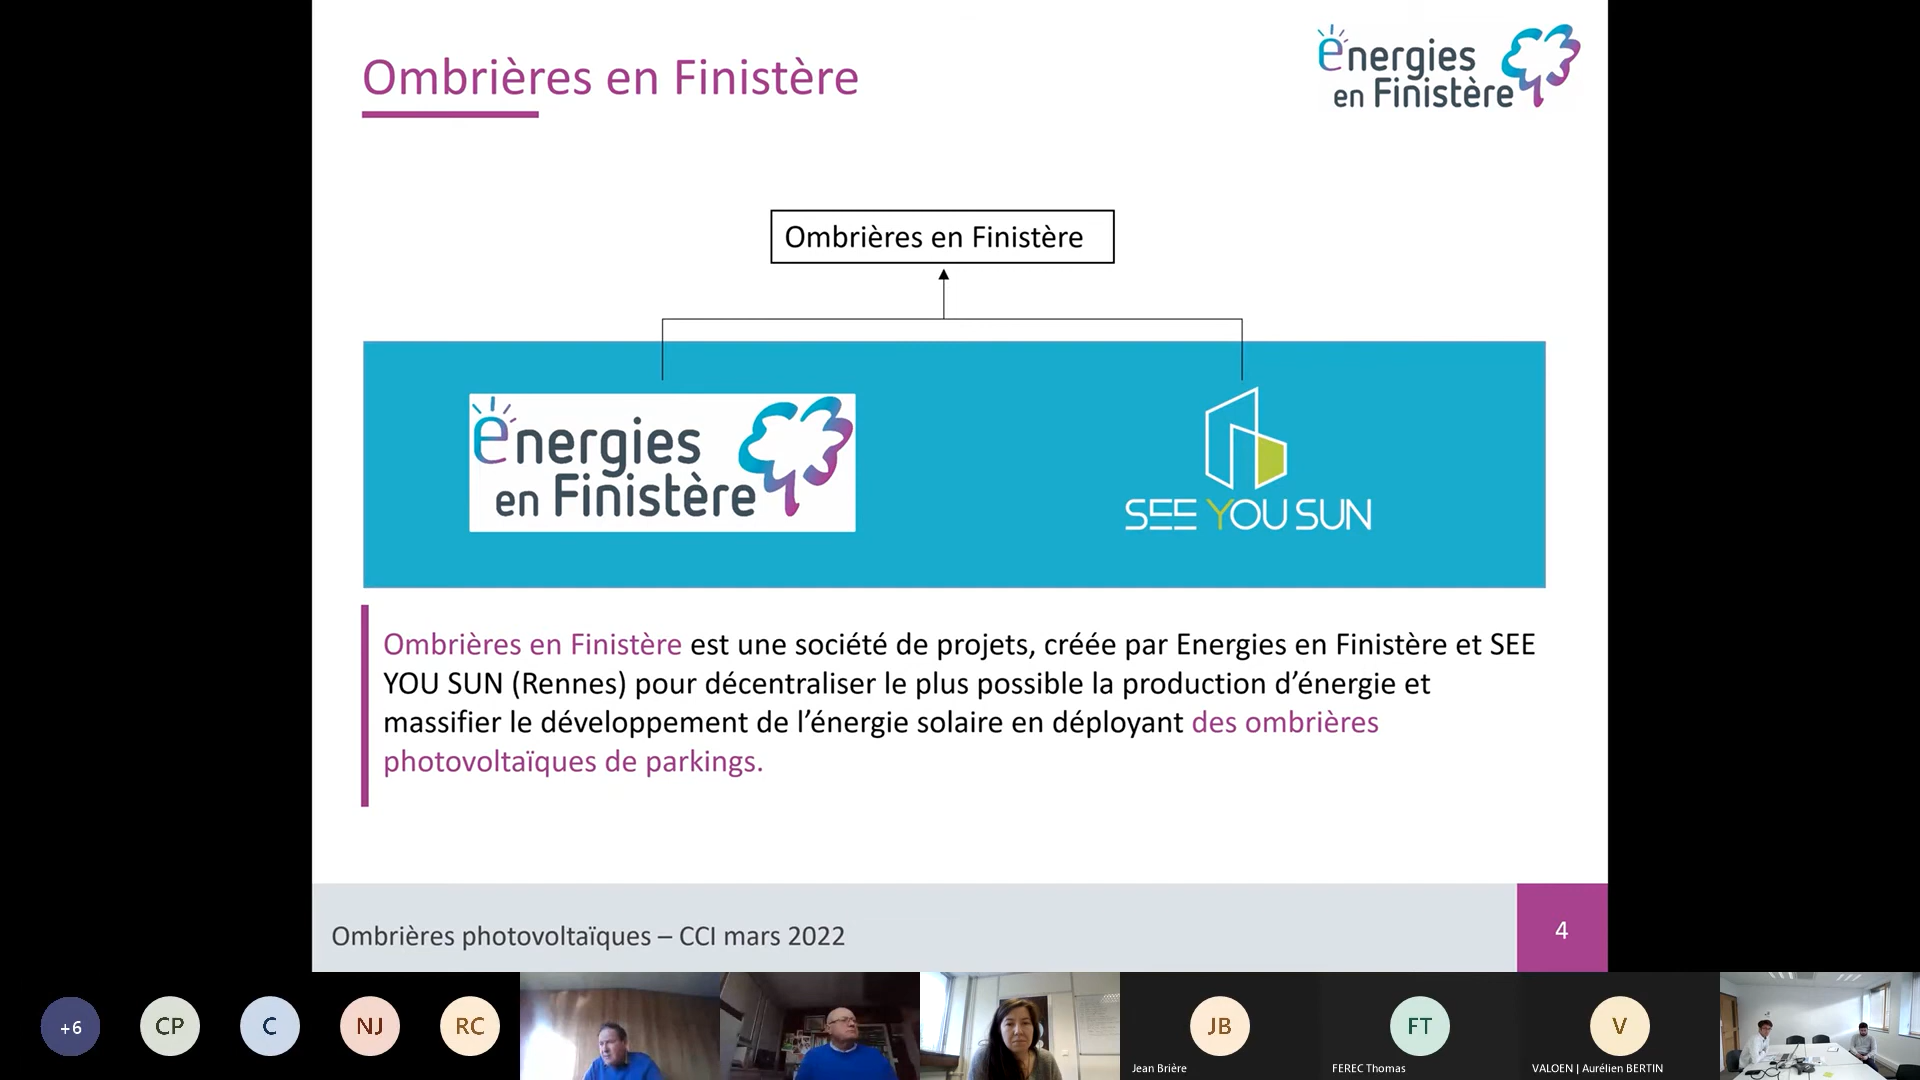 Ombrières en Finistère
énergies
en Finistère
Ombrières en Finistère
énergies
en Finistère
SEE YOU SUN
Ombrières en Finistère est une société de projets, créée par Energies en Finistère et SEE
YOU SUN (Rennes) pour décentraliser le plus possible la production d’énergie et
massifier le développement de l’énergie solaire en déployant des ombrières
photovoltaïques de parkings.
Ombrières photovoltaïques – CCI mars 2022
4
+6
CP
C
NJ
RC
JB
Jean Brière
FT
FEREC Thomas
V
VALOEN | Aurélien BERTIN